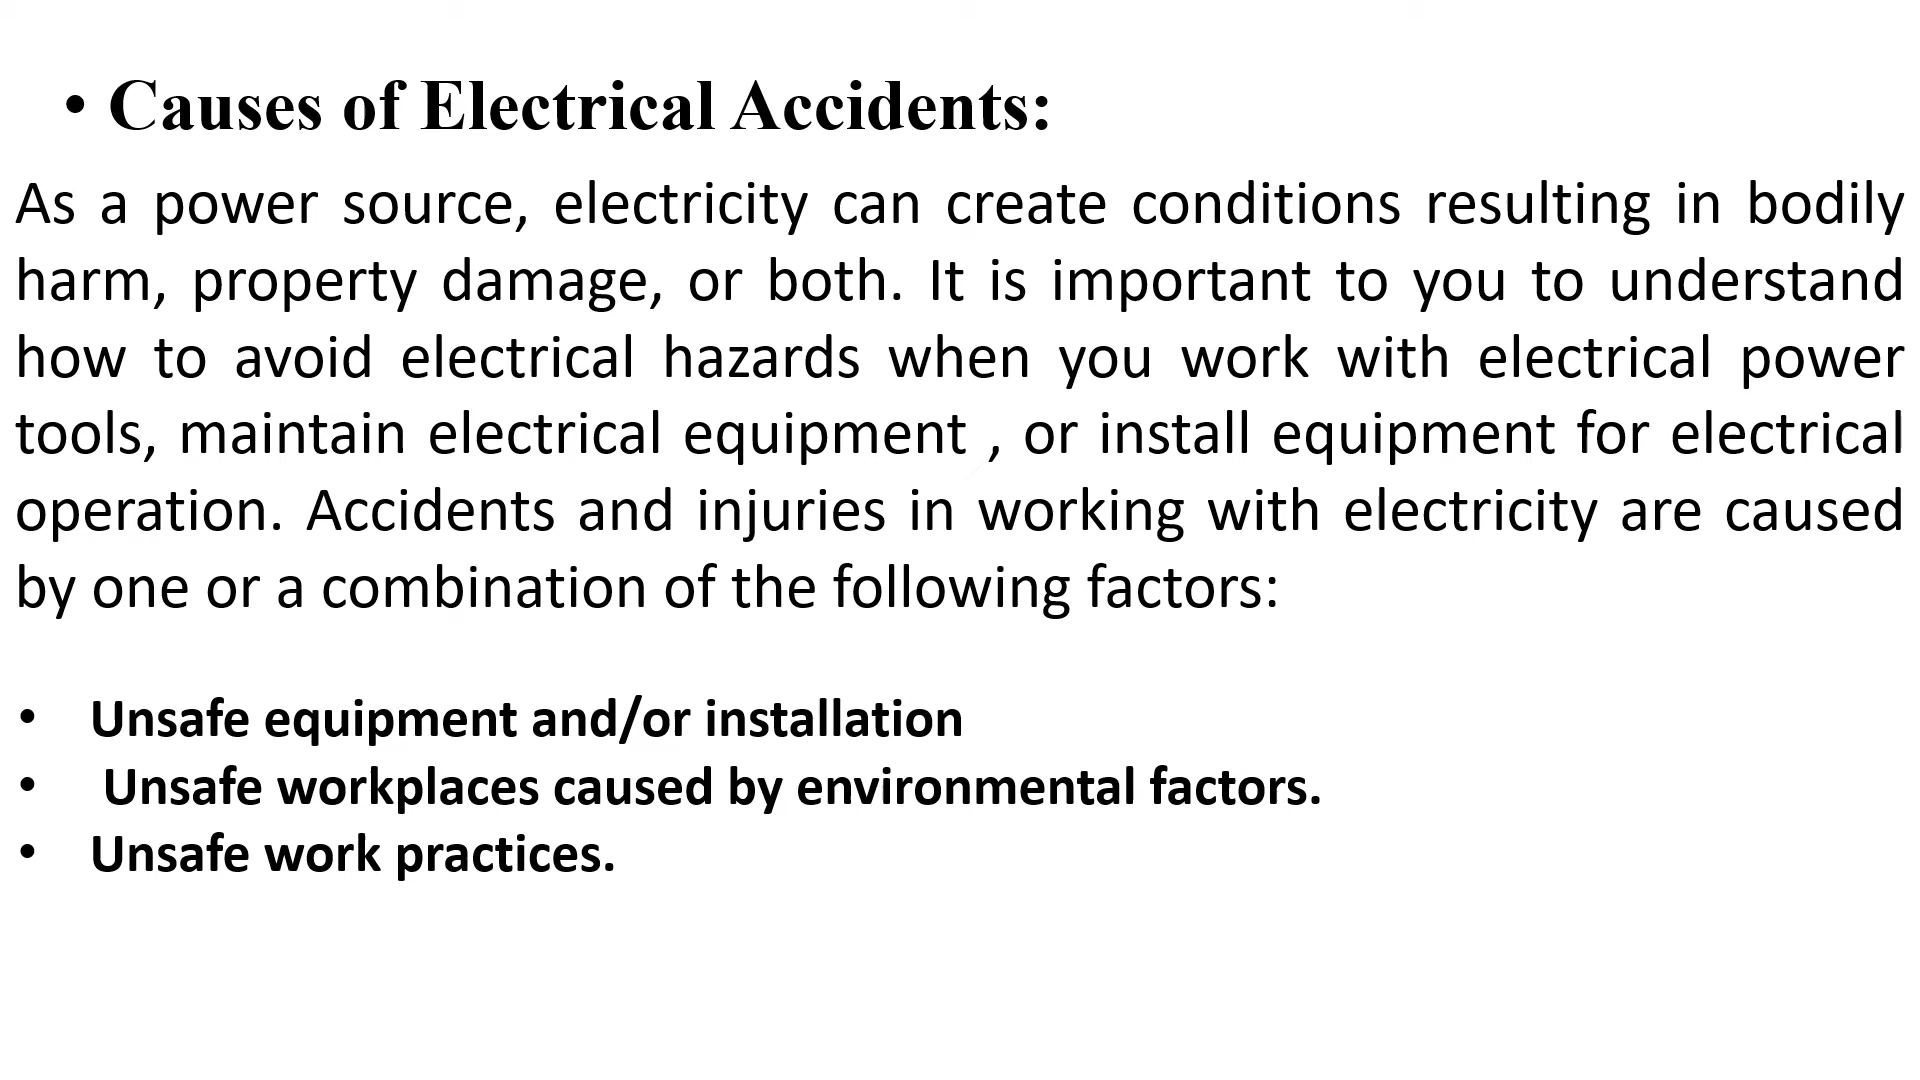 • Causes of Electrical Accidents:
As a power source, electricity can create conditions resulting in bodily
harm, property damage, or both. It is important to you to understand
how to avoid electrical hazards when you work with electrical power
tools, maintain electrical equipment , or install equipment for electrical
operation. Accidents and injuries in working with electricity are caused
by one or a combination of the following factors:
• Unsafe equipment and/or installation
• Unsafe workplaces caused by environmental factors.
• Unsafe work practices.